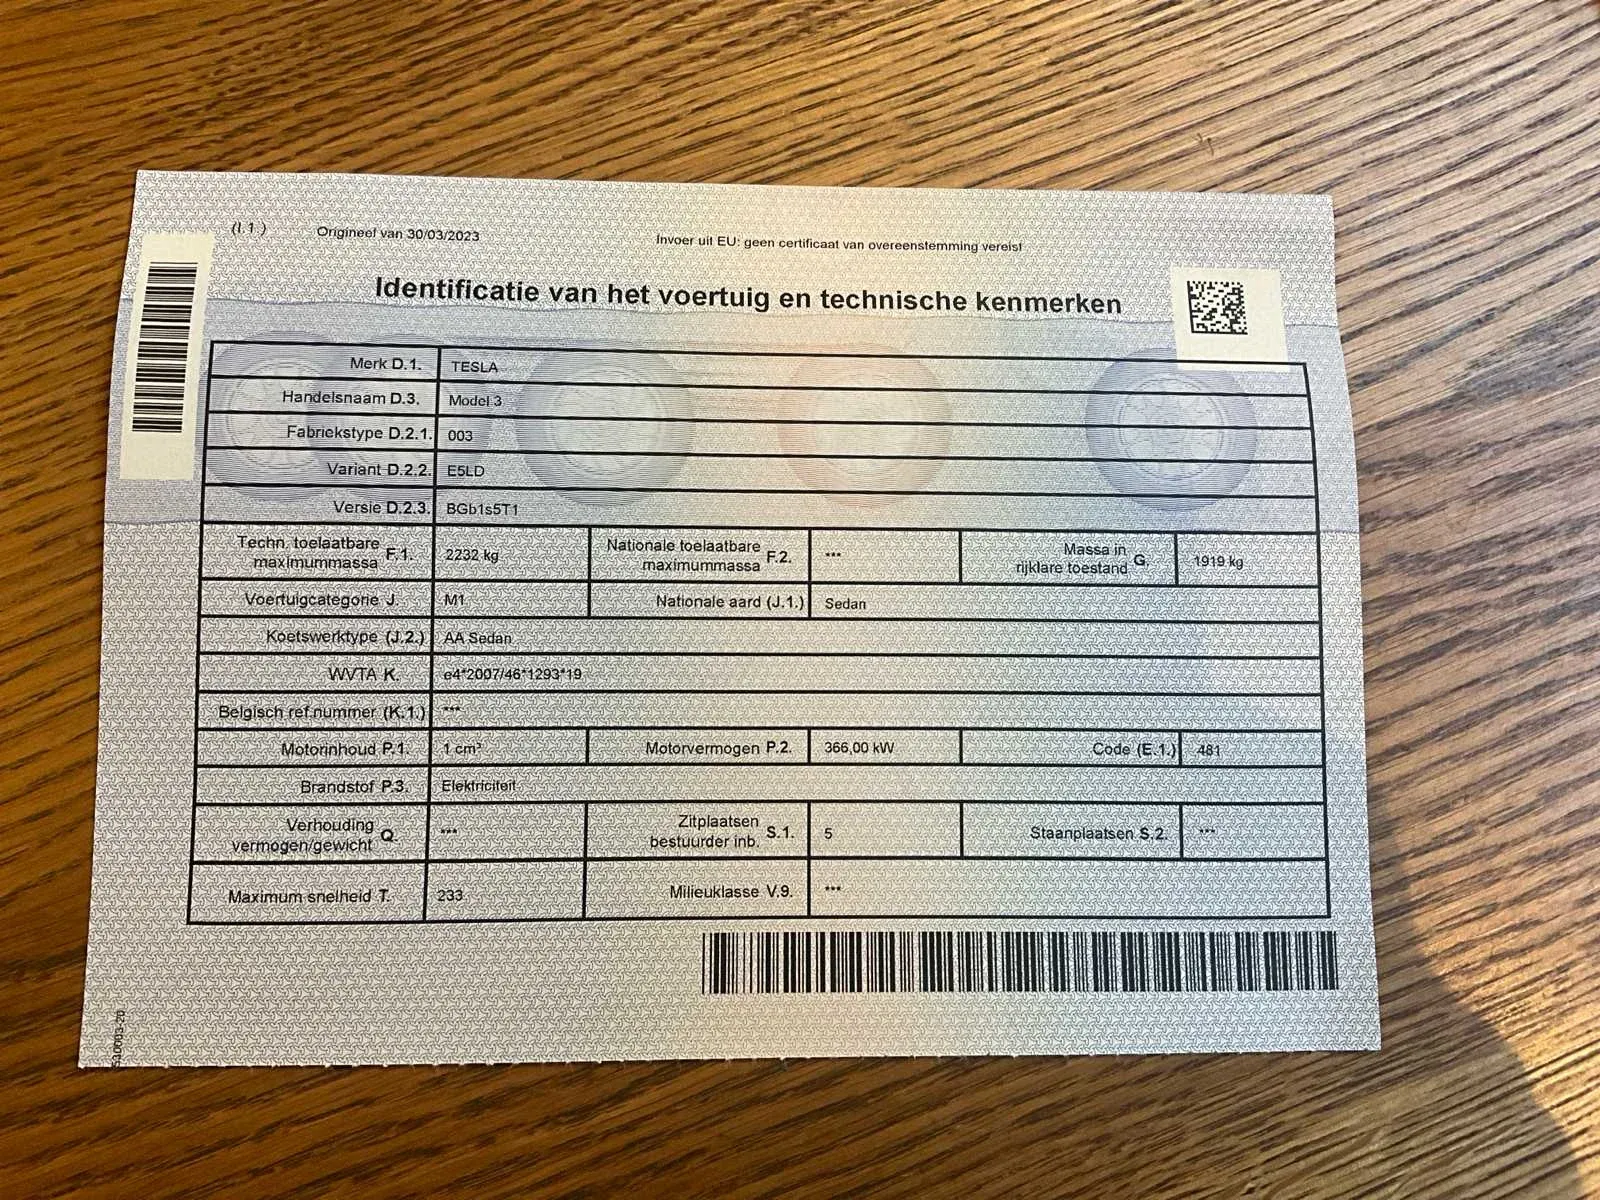 (I.1.) Origineel van 30/03/2023 Invoer uit EU: geen certificaat van overeenstemming vereist
Identificatie van het voertuig en technische kenmerken
Merk D.1. TESLA
Handelsnaam D.3. Model 3
Fabriekstype D.2.1. 003
Variant D.2.2. E5LD
Versie D.2.3. BGb1s5T1
Techn. toelaatbare maximummassa F.1. 2232 kg Nationale toelaatbare maximummassa F.2. *** Massa in rijklare toestand G. 1919 kg
Voertuigcategorie J. M1 Nationale aard (J.1.) Sedan
Koetswerktype (J.2.) AA Sedan
WVTA K. e4*2007/46*1293*19
Belgisch ref.nummer (K.1.) ***
Motorinhoud P.1. 1 cm³ Motorvermogen P.2. 366,00 kW Code (E.1.) 481
Brandstof P.3. Elektriciteit
Verhouding vermogen/gewicht Q. *** Zitplaatsen bestuurder inb. S.1. 5 Staanplaatsen S.2. ***
Maximum snelheid T. 233 Milieuklasse V.9. ***